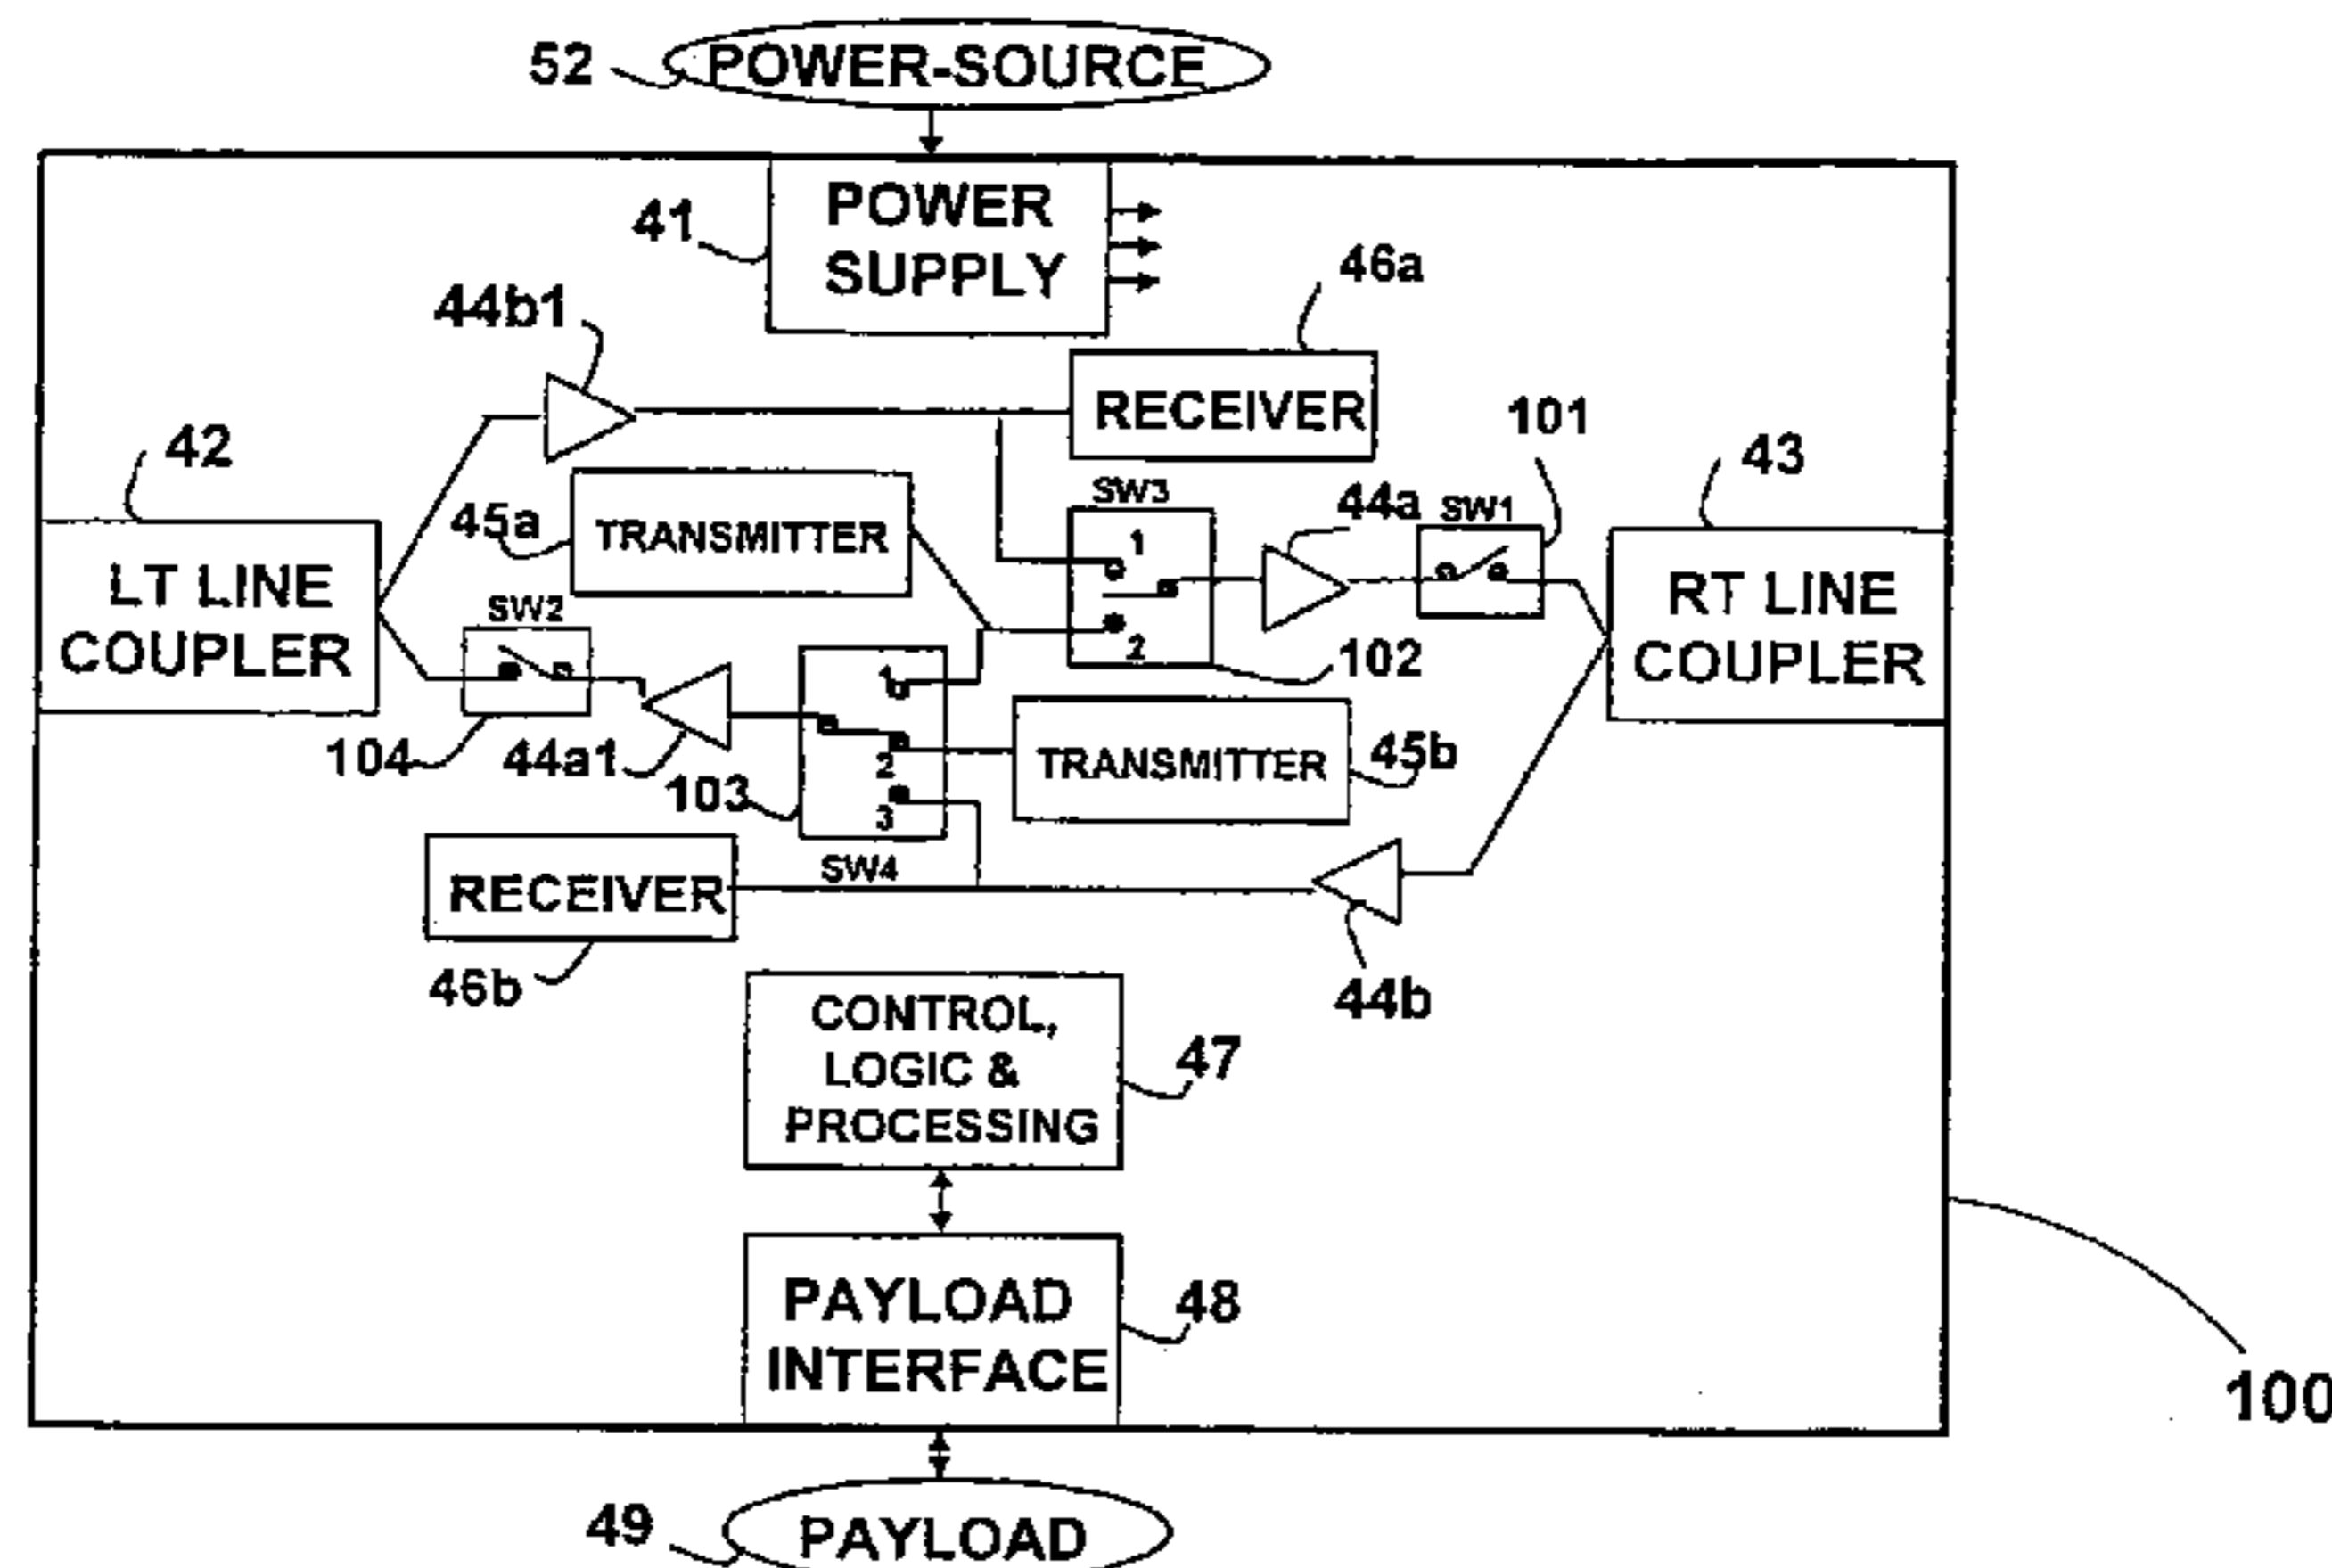 52
POWER-SOURCE
POWER
SUPPLY
41
46a
44b1
RECEIVER
101
42
43
45a
TRANSMITTER
SW3
44a
SW1
1
LT LINE
COUPLER
RT LINE
COUPLER
SW2
2
102
1
104
44a1
103
2
TRANSMITTER
45b
3
SW4
RECEIVER
46b
44b
CONTROL,
LOGIC &
PROCESSING
47
PAYLOAD
INTERFACE
48
100
49
PAYLOAD